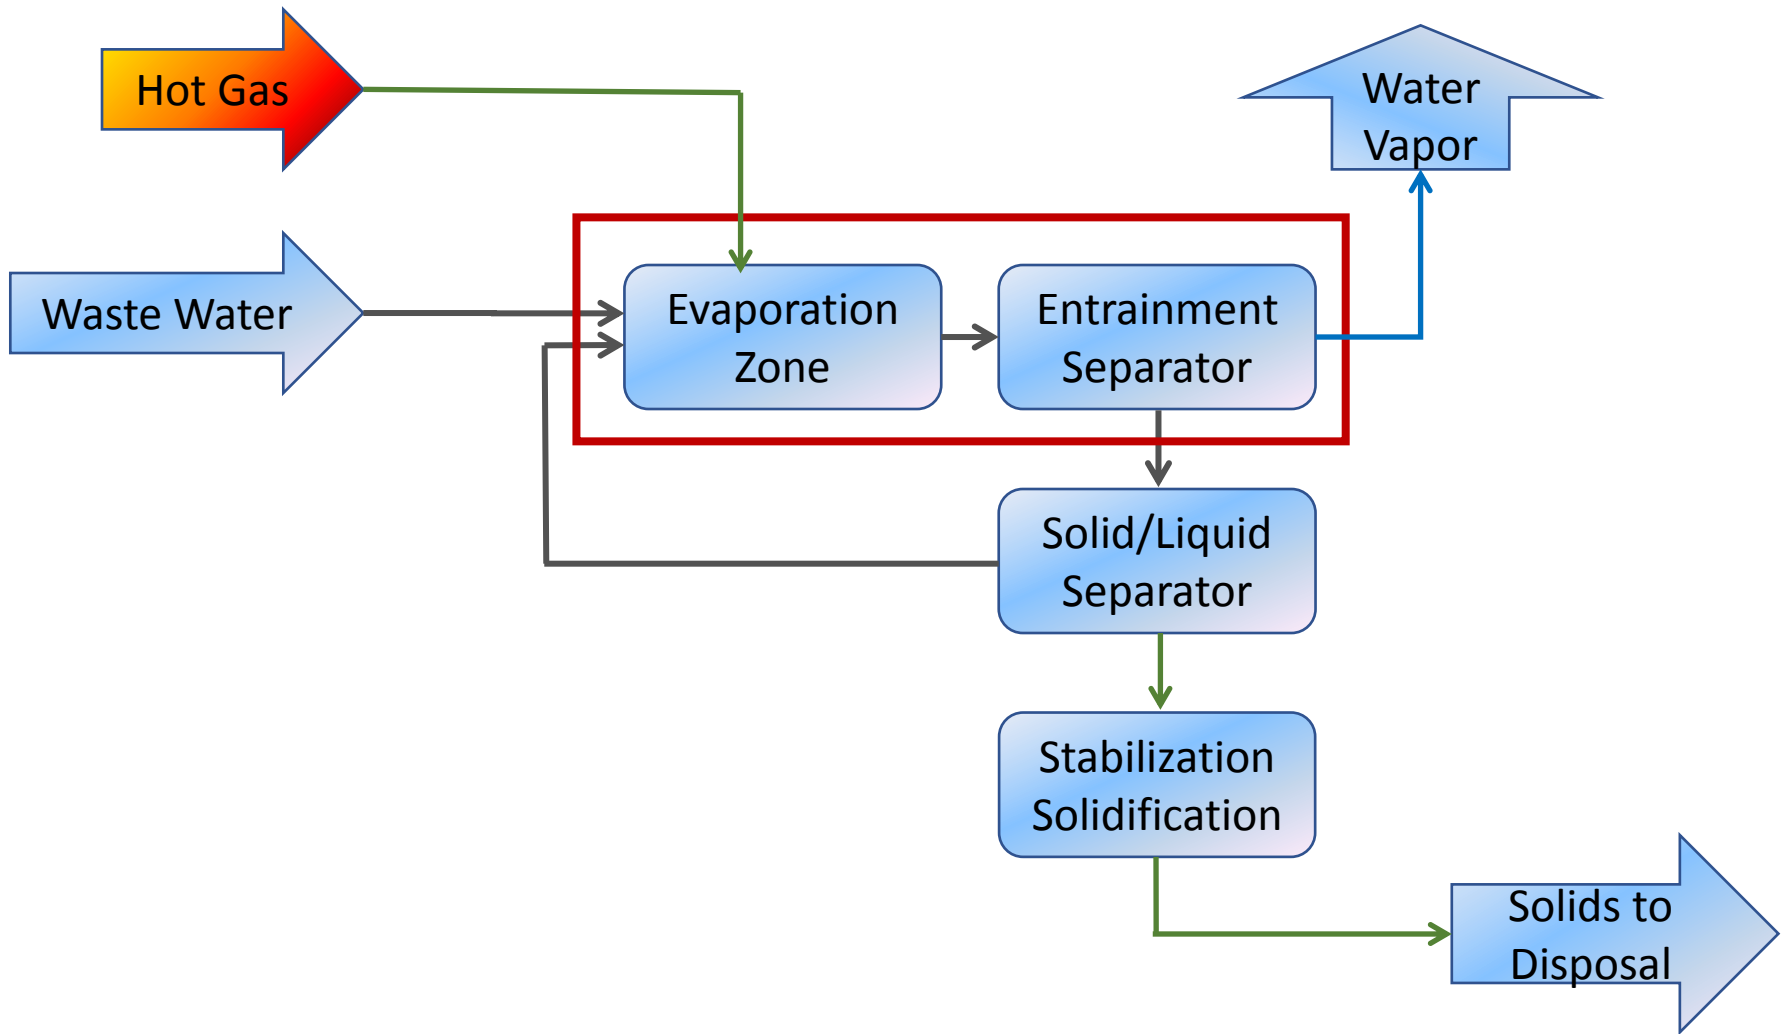 Hot Gas
Water
Vapor
Waste Water
Evaporation
Zone
Entrainment
Separator
Solid/Liquid
Separator
Stabilization
Solidification
Solids to
Disposal